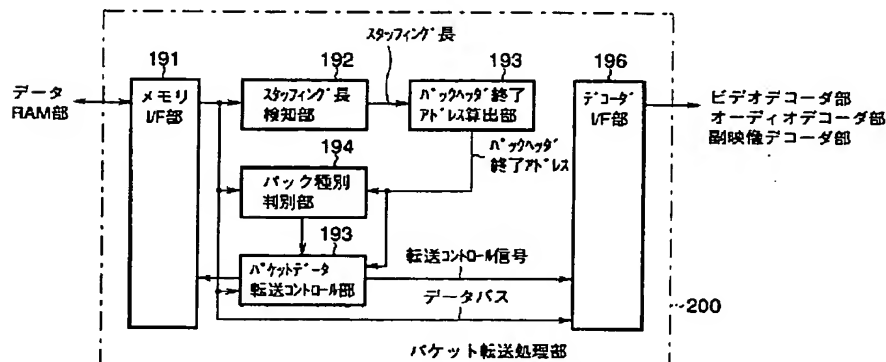 スタッフィング長
191
192
193
196
データ
RAM部
メモリ
I/F部
スタッフィング長
検知部
パックヘッダ終了
アドレス算出部
デコーダ
I/F部
ビデオデコーダ部
オーディオデコーダ部
副映像デコーダ部
194
パックヘッダ
終了アドレス
パック種別
判別部
193
パケットデータ
転送コントロール部
転送コントロール信号
データバス
200
パケット転送処理部